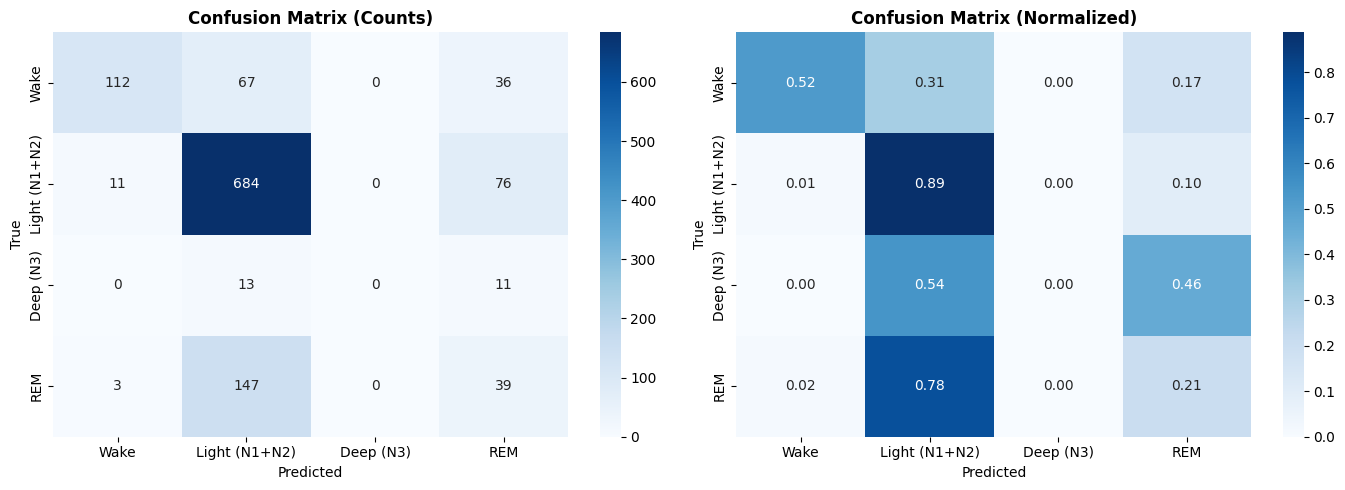 Confusion Matrix (Counts)
True
Wake
Light (N1+N2)
Deep (N3)
REM
112 67 0 36
11 684 0 76
0 13 0 11
3 147 0 39
Wake Light (N1+N2) Deep (N3) REM
Predicted
600
500
400
300
200
100
0
Confusion Matrix (Normalized)
True
Wake
Light (N1+N2)
Deep (N3)
REM
0.52 0.31 0.00 0.17
0.01 0.89 0.00 0.10
0.00 0.54 0.00 0.46
0.02 0.78 0.00 0.21
Wake Light (N1+N2) Deep (N3) REM
Predicted
0.8
0.7
0.6
0.5
0.4
0.3
0.2
0.1
0.0